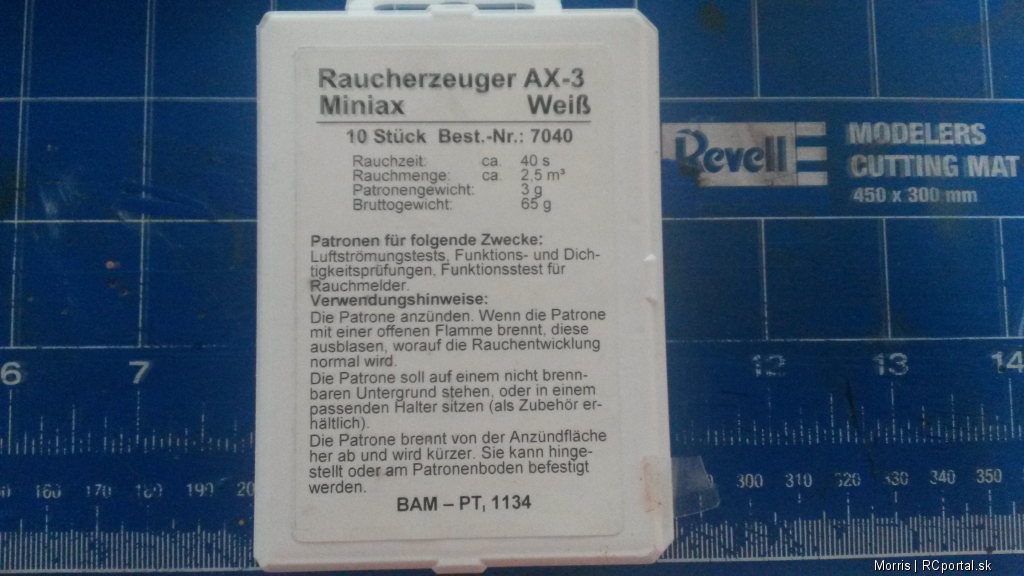 Raucherzeuger AX-3
Miniax Weiß
10 Stück Best.-Nr.: 7040
Rauchzeit: ca. 40 s
Rauchmenge: ca. 2,5 m³
Patronengewicht: 3 g
Bruttogewicht: 65 g
Patronen für folgende Zwecke:
Luftströmungstests, Funktions- und Dich-
tigkeitsprüfungen, Funktionsstest für
Rauchmelder.
Verwendungshinweise:
Die Patrone anzünden. Wenn die Patrone
mit einer offenen Flamme brennt, diese
ausblasen, worauf die Rauchentwicklung
normal wird.
Die Patrone soll auf einem nicht brenn-
baren Untergrund stehen, oder in einem
passenden Halter sitzen (als Zubehör er-
hältlich).
Die Patrone brennt von der Anzündfläche
her ab und wird kürzer. Sie kann hinge-
stellt oder am Patronenboden befestigt
werden.
BAM – PT, 1134
Revell
MODELERS
CUTTING MAT
450 x 300 mm
6 7 12 13 14
160 170 180 190 20 300 310 320 330 340 350
Morris | RCportal.sk